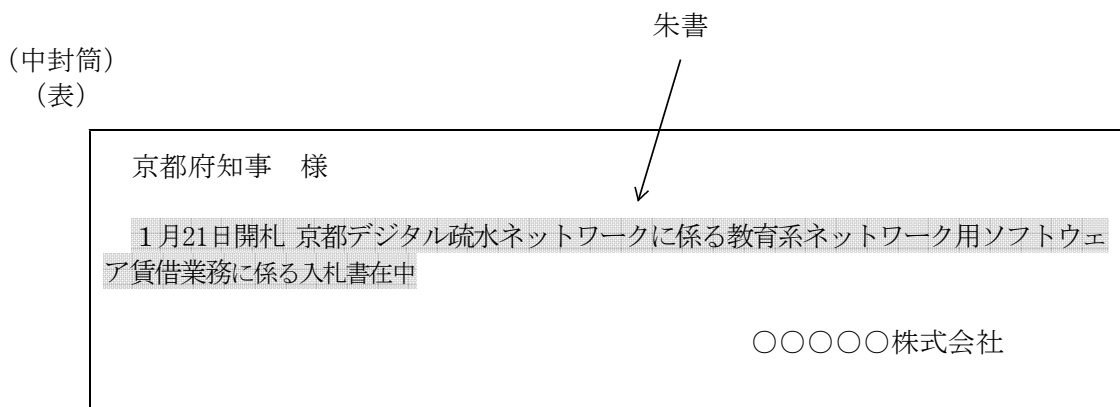 朱書
（中封筒）
（表）
京都府知事　様
１月21日開札 京都デジタル疏水ネットワークに係る教育系ネットワーク用ソフトウェ
ア賃借業務に係る入札書在中
○○○○○株式会社